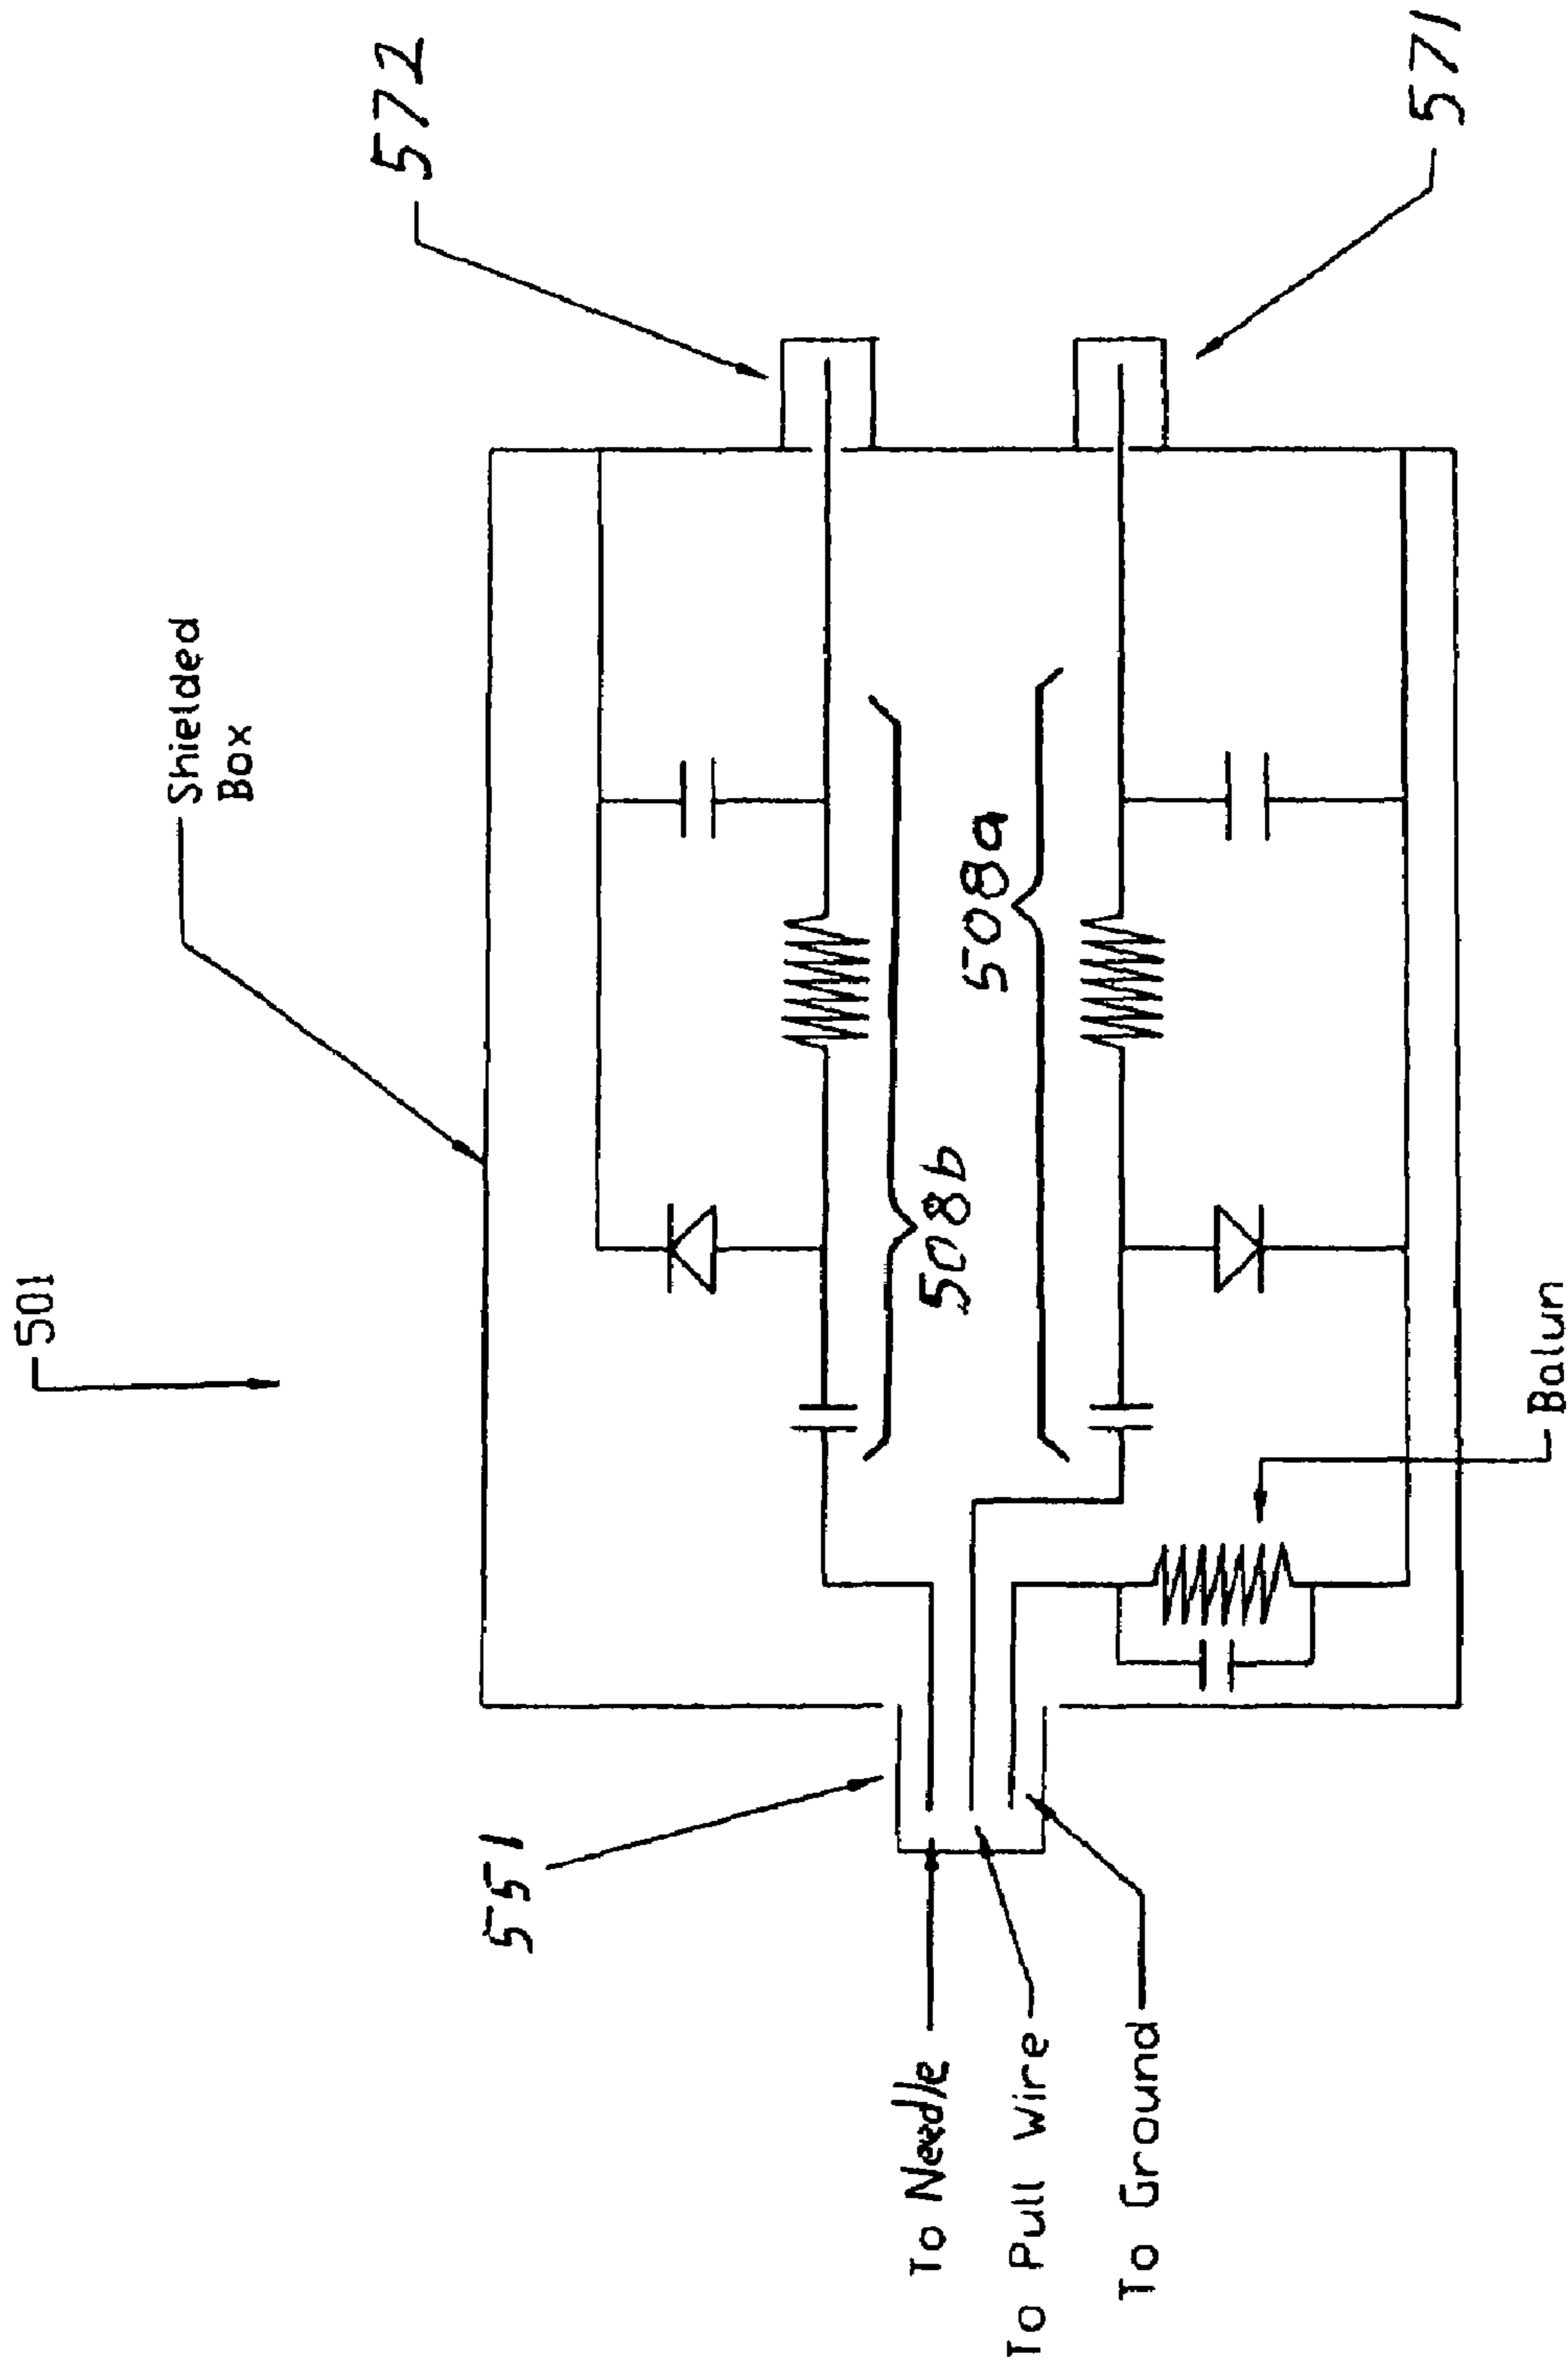 501
Shielded
Box
572
571
551
508b
508a
To Needle
To Pull Wire
To Ground
Balun